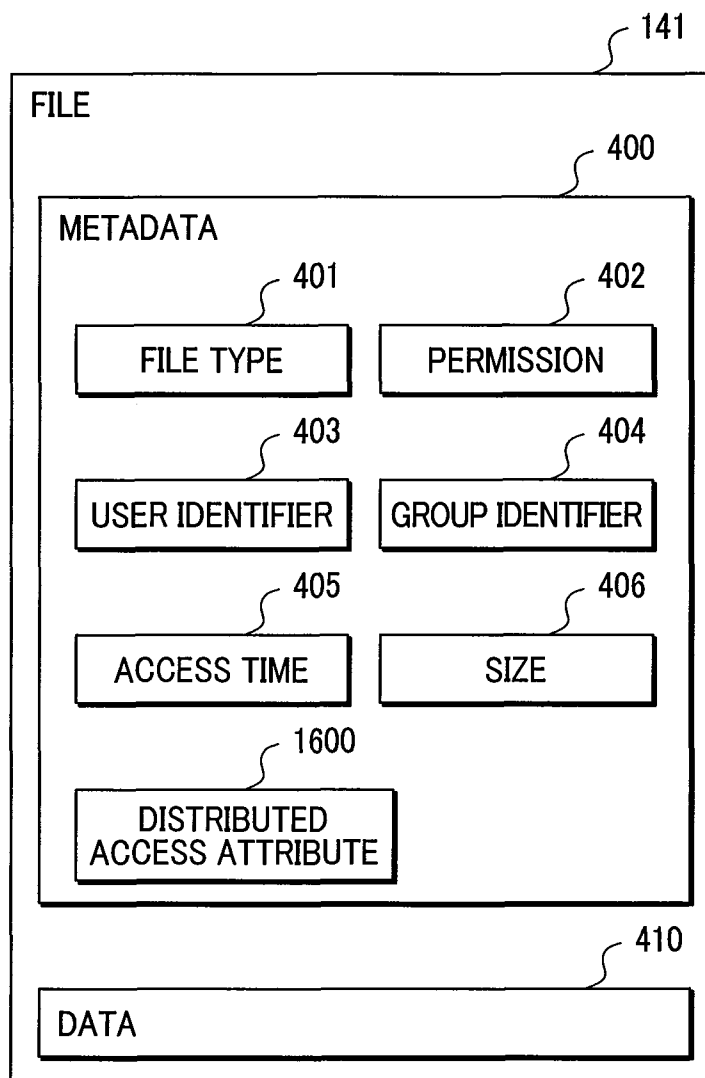 141
FILE
400
METADATA
401
402
FILE TYPE
PERMISSION
403
404
USER IDENTIFIER
GROUP IDENTIFIER
405
406
ACCESS TIME
SIZE
1600
DISTRIBUTED
ACCESS ATTRIBUTE
410
DATA